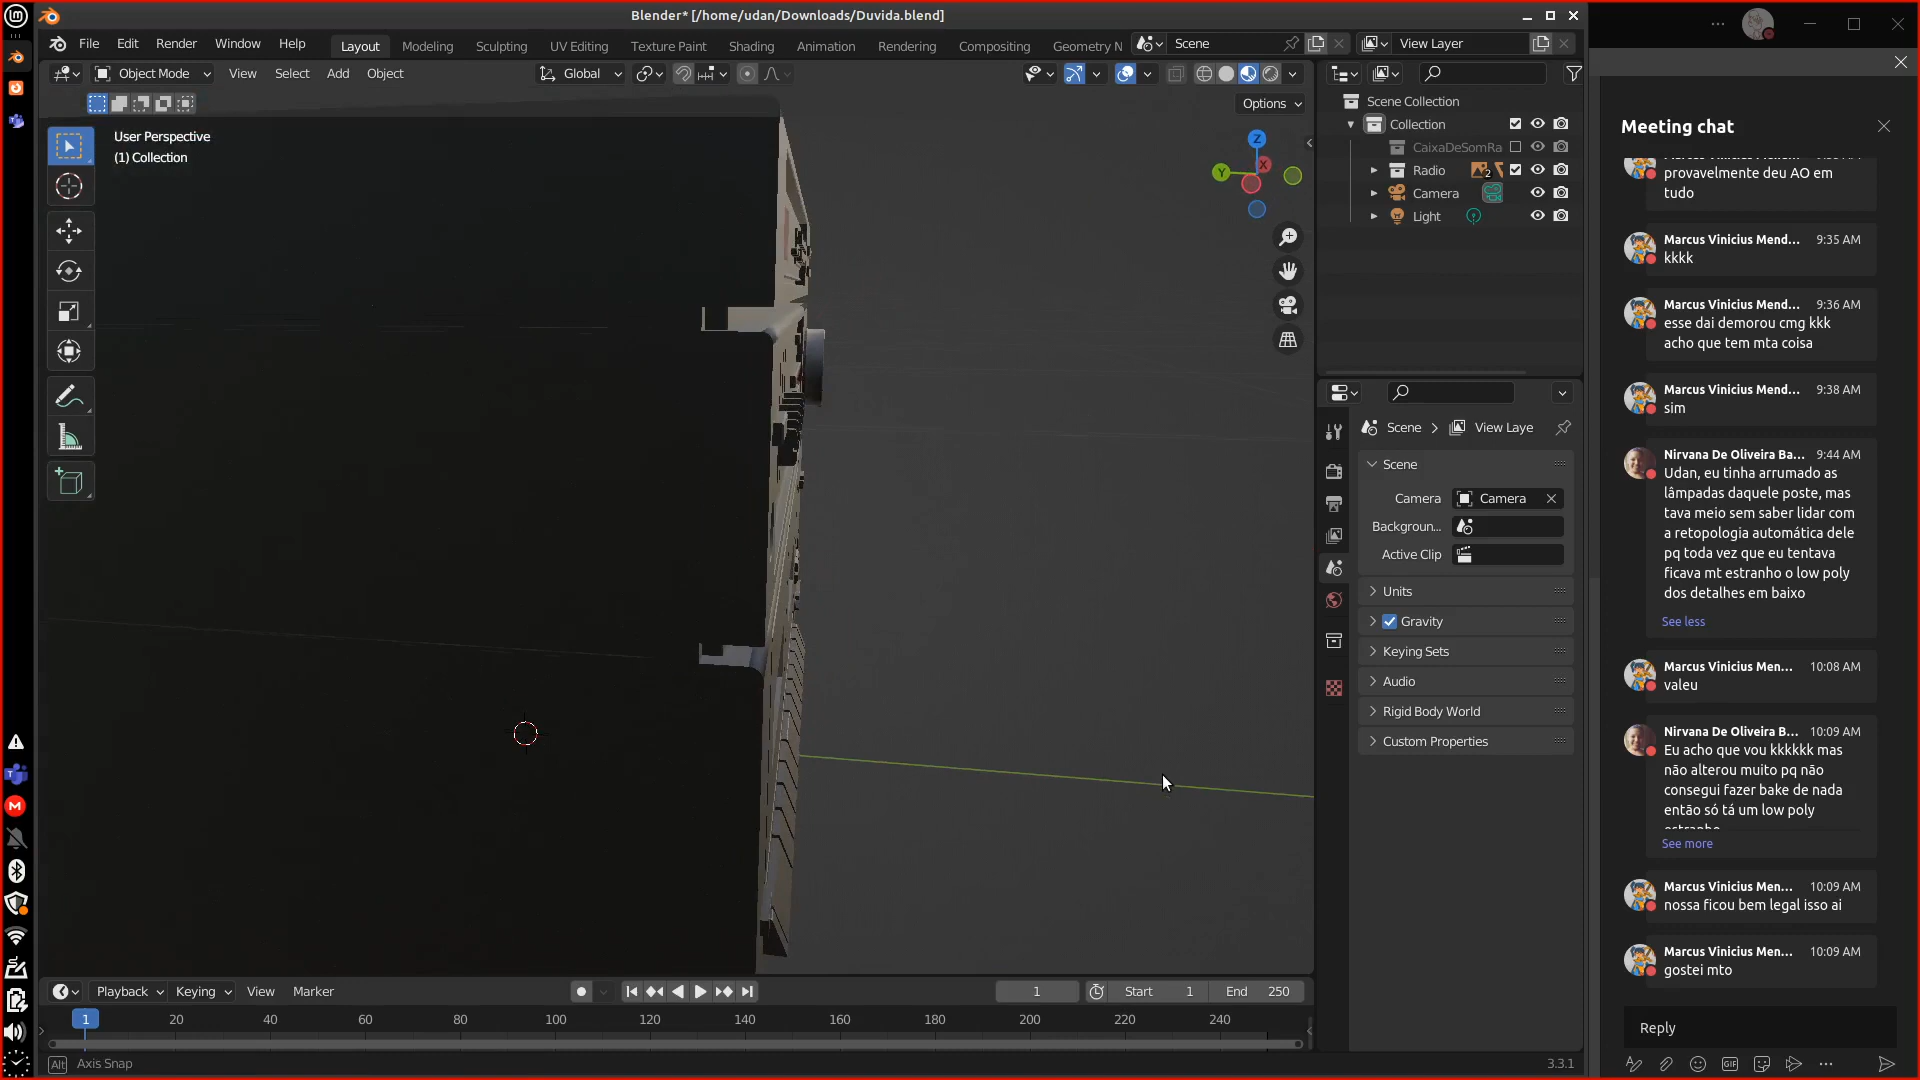 Blender* [/home/udan/Downloads/Duvida.blend]
File Edit Render Window Help
Layout Modeling Sculpting UV Editing Texture Paint Shading Animation Rendering Compositing Geometry N
Scene
View Layer
Object Mode View Select Add Object
Global
Options
User Perspective
(1) Collection
Z
X
Y
Scene Collection
Collection
CaixaDeSomRa
Radio
2
Camera
Light
Scene > View Laye
Scene
Camera Camera
Backgroun...
Active Clip
Units
Gravity
Keying Sets
Audio
Rigid Body World
Custom Properties
Playback Keying View Marker
1 Start 1 End 250
1 20 40 60 80 100 120 140 160 180 200 220 240
Alt Axis Snap
3.3.1
Meeting chat
provavelmente deu AO em
tudo
Marcus Vinicius Mend... 9:35 AM
kkkk
Marcus Vinicius Mend... 9:36 AM
esse dai demorou cmg kkk
acho que tem mta coisa
Marcus Vinicius Mend... 9:38 AM
sim
Nirvana De Oliveira Ba... 9:44 AM
Udan, eu tinha arrumado as
lâmpadas daquele poste, mas
tava meio sem saber lidar com
a retopologia automática dele
pq toda vez que eu tentava
ficava mt estranho o low poly
dos detalhes em baixo
See less
Marcus Vinicius Men... 10:08 AM
valeu
Nirvana De Oliveira B... 10:09 AM
Eu acho que vou kkkkkk mas
não alterou muito pq não
consegui fazer bake de nada
então só tá um low poly
estranho
See more
Marcus Vinicius Men... 10:09 AM
nossa ficou bem legal isso ai
Marcus Vinicius Men... 10:09 AM
gostei mto
Reply
GIF